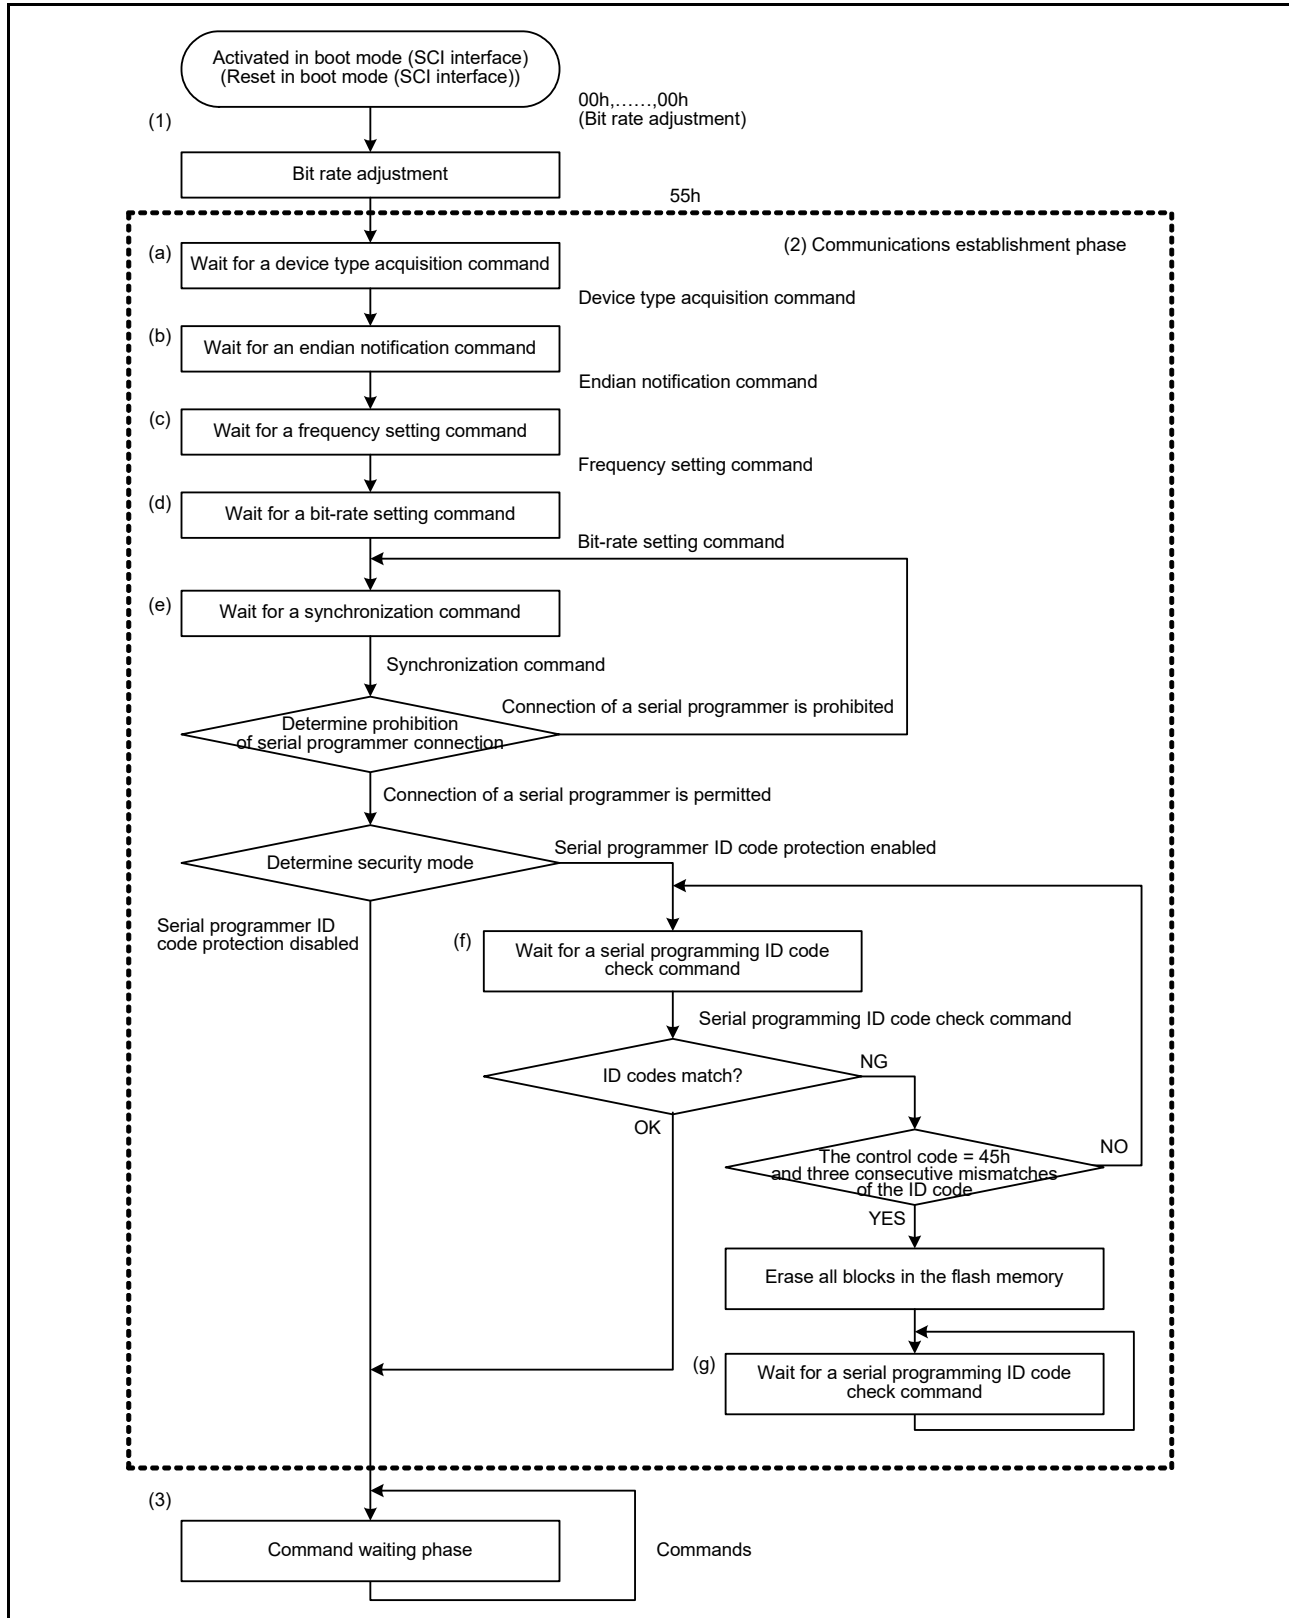 Activated in boot mode (SCI interface)
(Reset in boot mode (SCI interface))
00h,……,00h
(Bit rate adjustment)
(1)
Bit rate adjustment
55h
(2) Communications establishment phase
(a)
Wait for a device type acquisition command
Device type acquisition command
(b)
Wait for an endian notification command
Endian notification command
(c)
Wait for a frequency setting command
Frequency setting command
(d)
Wait for a bit-rate setting command
Bit-rate setting command
(e)
Wait for a synchronization command
Synchronization command
Connection of a serial programmer is prohibited
Determine prohibition
of serial programmer connection
Connection of a serial programmer is permitted
Serial programmer ID code protection enabled
Determine security mode
Serial programmer ID
code protection disabled
(f)
Wait for a serial programming ID code
check command
Serial programming ID code check command
NG
ID codes match?
OK
NO
The control code = 45h
and three consecutive mismatches
of the ID code
YES
Erase all blocks in the flash memory
(g)
Wait for a serial programming ID code
check command
(3)
Command waiting phase
Commands